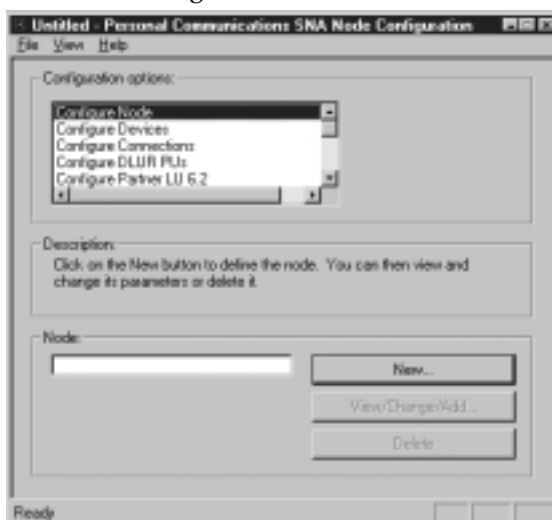 Untitled - Personal Communications SNA Node Configuration
File View Help
Configuration options:
Configure Node
Configure Devices
Configure Connections
Configure DLUR PUs
Configure Partner LU 6.2
Description:
Click on the New button to define the node. You can then view and
change its parameters or delete it.
Node:
New...
View/Change/Add...
Delete
Ready